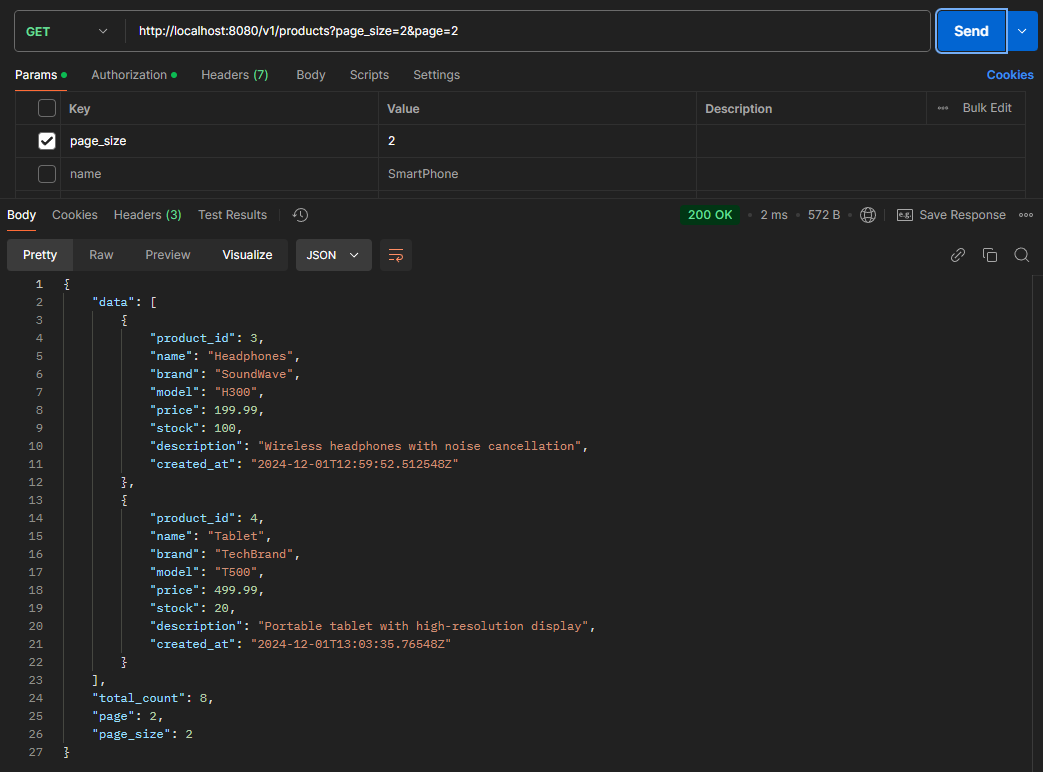 GET http://localhost:8080/v1/products?page_size=2&page=2 Send
Params Authorization Headers (7) Body Scripts Settings Cookies
Key Value Description ••• Bulk Edit
page_size 2
name SmartPhone
Body Cookies Headers (3) Test Results 200 OK • 2 ms • 572 B • e.g. Save Response •••
Pretty Raw Preview Visualize JSON
1 {
2 "data": [
3 {
4 "product_id": 3,
5 "name": "Headphones",
6 "brand": "SoundWave",
7 "model": "H300",
8 "price": 199.99,
9 "stock": 100,
10 "description": "Wireless headphones with noise cancellation",
11 "created_at": "2024-12-01T12:59:52.512548Z"
12 },
13 {
14 "product_id": 4,
15 "name": "Tablet",
16 "brand": "TechBrand",
17 "model": "T500",
18 "price": 499.99,
19 "stock": 20,
20 "description": "Portable tablet with high-resolution display",
21 "created_at": "2024-12-01T13:03:35.76548Z"
22 }
23 ],
24 "total_count": 8,
25 "page": 2,
26 "page_size": 2
27 }